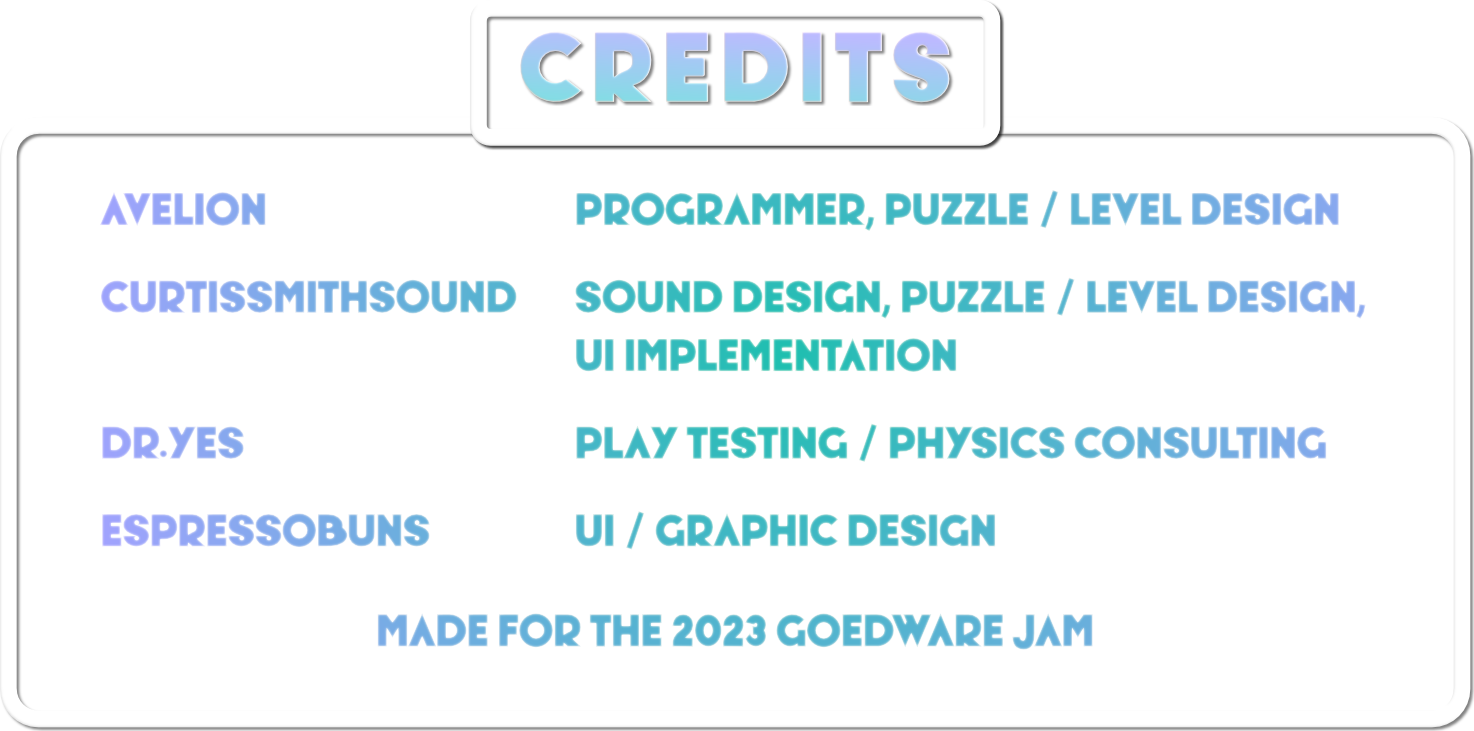 CREDITS
AVELION PROGRAMMER, PUZZLE / LEVEL DESIGN
CURTISSMITHSOUND SOUND DESIGN, PUZZLE / LEVEL DESIGN,
UI IMPLEMENTATION
DR.YES PLAY TESTING / PHYSICS CONSULTING
ESPRESSOBUNS UI / GRAPHIC DESIGN
MADE FOR THE 2023 GOEDWARE JAM